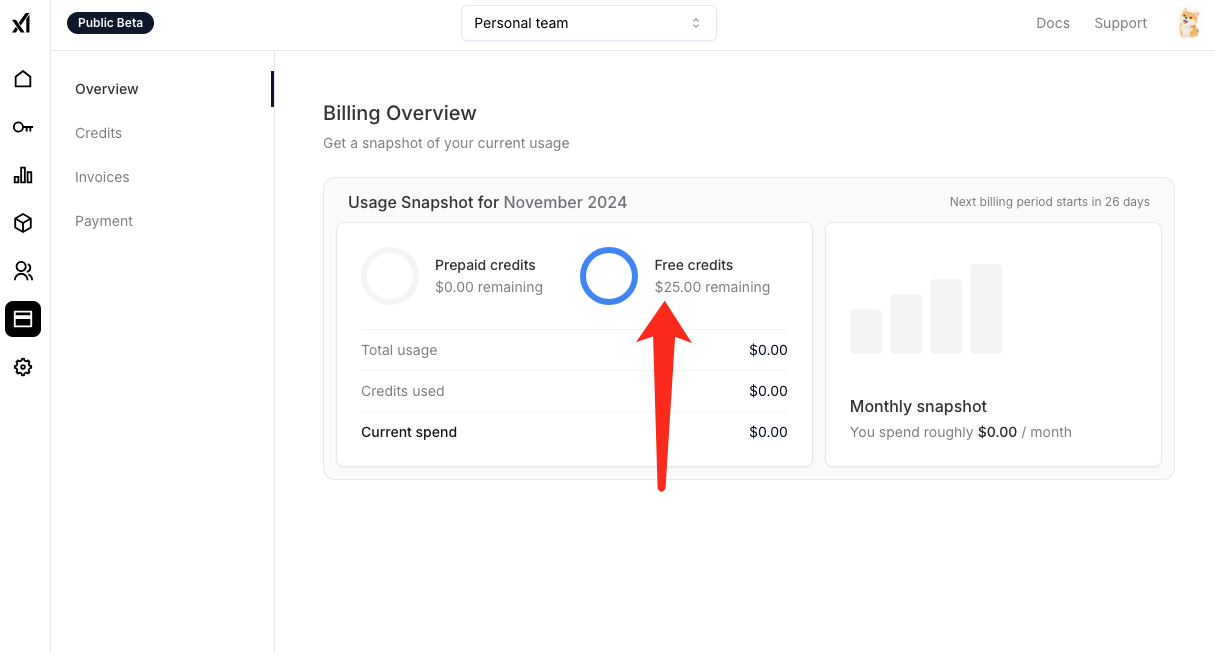 Public Beta
Personal team
Docs
Support
Overview
Credits
Invoices
Payment
Billing Overview
Get a snapshot of your current usage
Usage Snapshot for November 2024
Next billing period starts in 26 days
Prepaid credits
$0.00 remaining
Free credits
$25.00 remaining
Total usage $0.00
Credits used $0.00
Current spend $0.00
Monthly snapshot
You spend roughly $0.00 / month